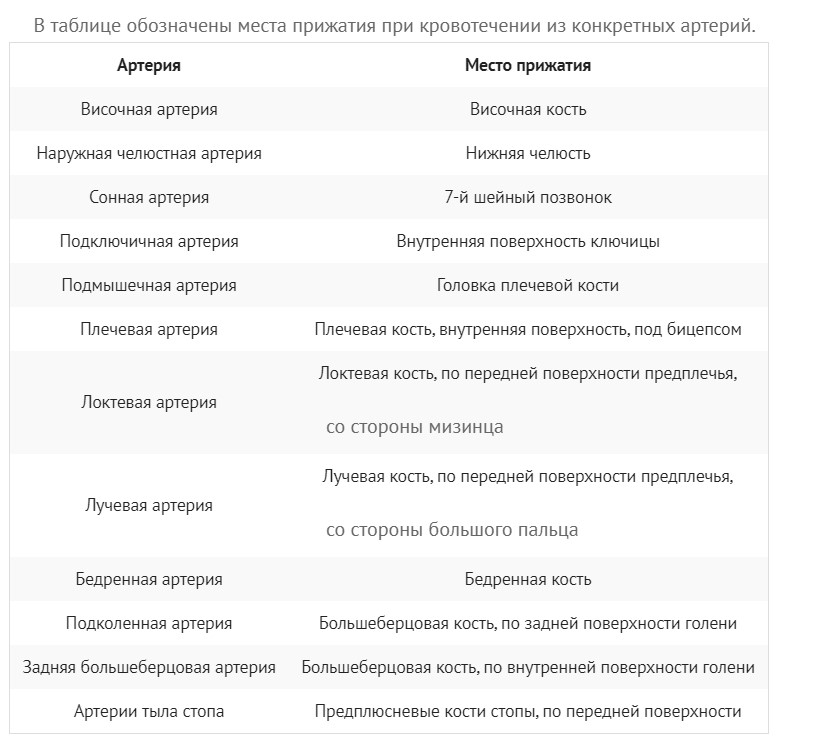 В таблице обозначены места прижатия при кровотечении из конкретных артерий.
Артерия Место прижатия
Височная артерия Височная кость
Наружная челюстная артерия Нижняя челюсть
Сонная артерия 7-й шейный позвонок
Подключичная артерия Внутренняя поверхность ключицы
Подмышечная артерия Головка плечевой кости
Плечевая артерия Плечевая кость, внутренняя поверхность, под бицепсом
Локтевая артерия Локтевая кость, по передней поверхности предплечья,
со стороны мизинца
Лучевая артерия Лучевая кость, по передней поверхности предплечья,
со стороны большого пальца
Бедренная артерия Бедренная кость
Подколенная артерия Большеберцовая кость, по задней поверхности голени
Задняя большеберцовая артерия Большеберцовая кость, по внутренней поверхности голени
Артерии тыла стопа Предплюсневые кости стопы, по передней поверхности